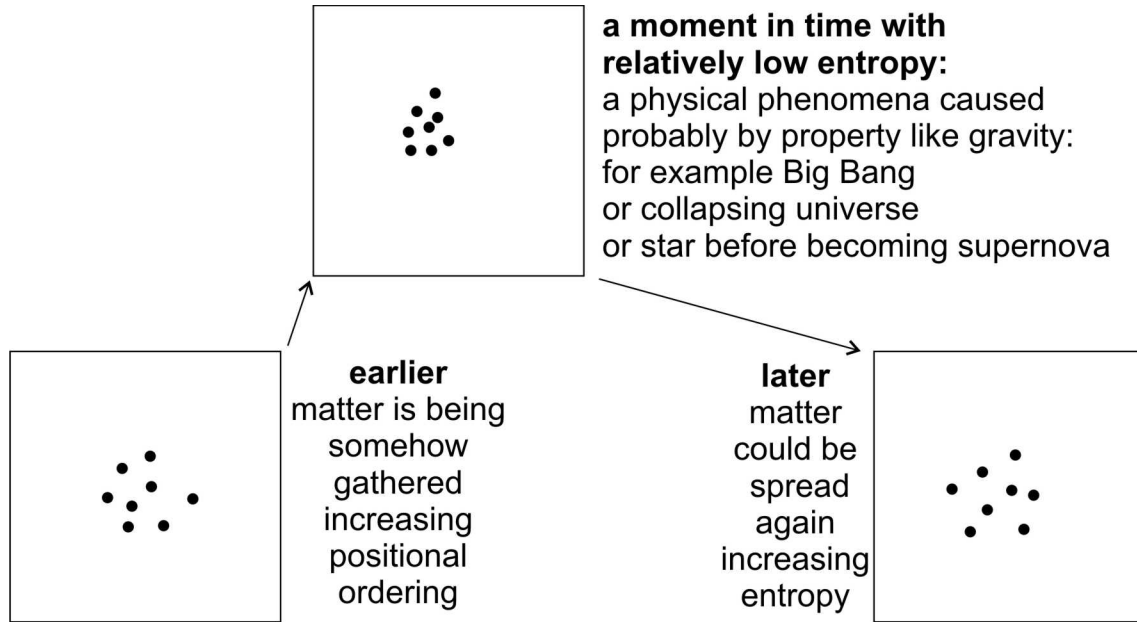 a moment in time with
relatively low entropy:
a physical phenomena caused
probably by property like gravity:
for example Big Bang
or collapsing universe
or star before becoming supernova
earlier
matter is being
somehow
gathered
increasing
positional
ordering
later
matter
could be
spread
again
increasing
entropy